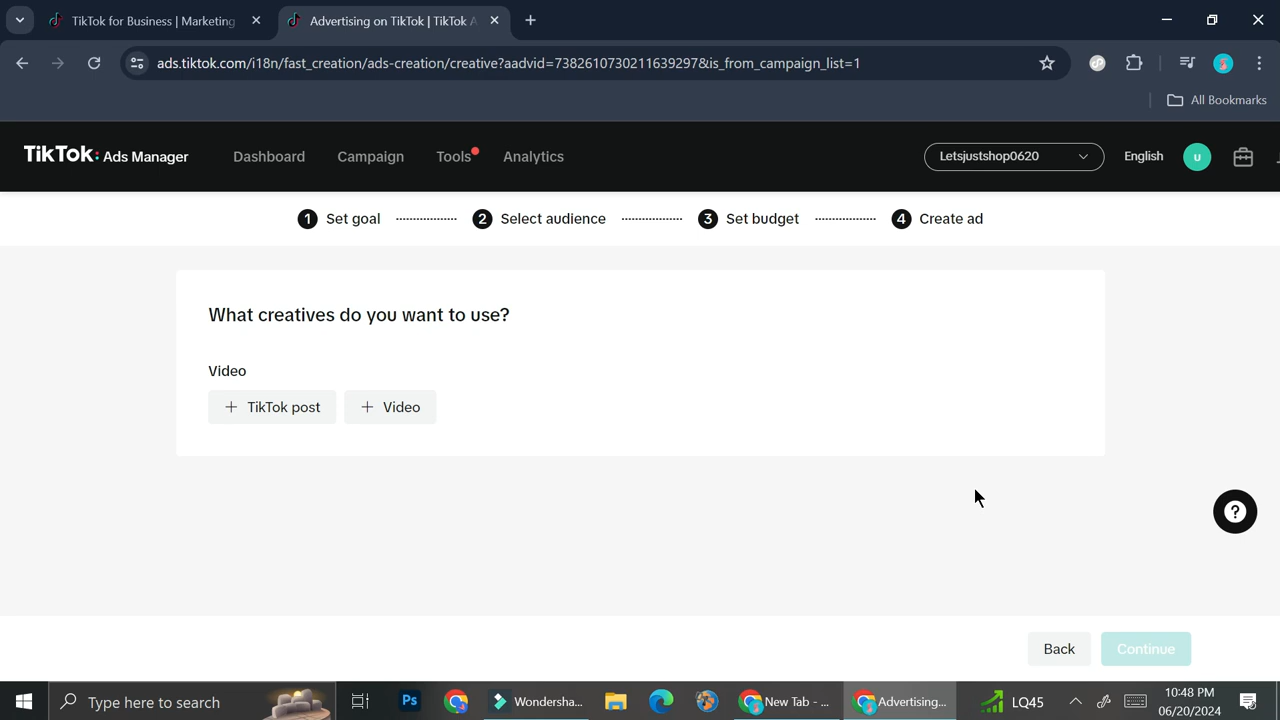 TikTok for Business | Marketing
Advertising on TikTok | TikTok A
ads.tiktok.com/i18n/fast_creation/ads-creation/creative?aadvid=7382610730211639297&is_from_campaign_list=1
All Bookmarks
TikTok: Ads Manager
Dashboard
Campaign
Tools
Analytics
Letsjustshop0620
English
u
1 Set goal
2 Select audience
3 Set budget
4 Create ad
What creatives do you want to use?
Video
+ TikTok post
+ Video
?
Back
Continue
Type here to search
Ps
Wondersha...
New Tab - ...
Advertising...
LQ45
10:48 PM
06/20/2024